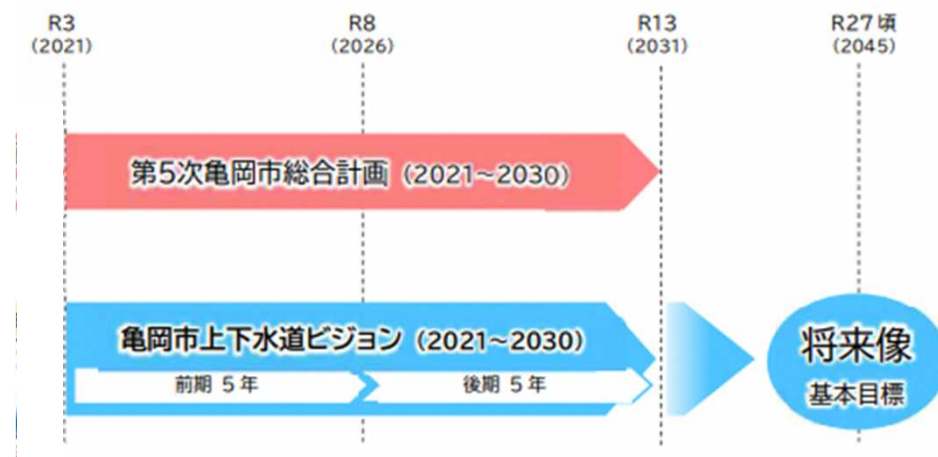 R3 R8 R13 R27頃
(2021) (2026) (2031) (2045)
第5次亀岡市総合計画 (2021~2030)
亀岡市上下水道ビジョン (2021~2030)
前期 5年 後期 5年
将来像
基本目標